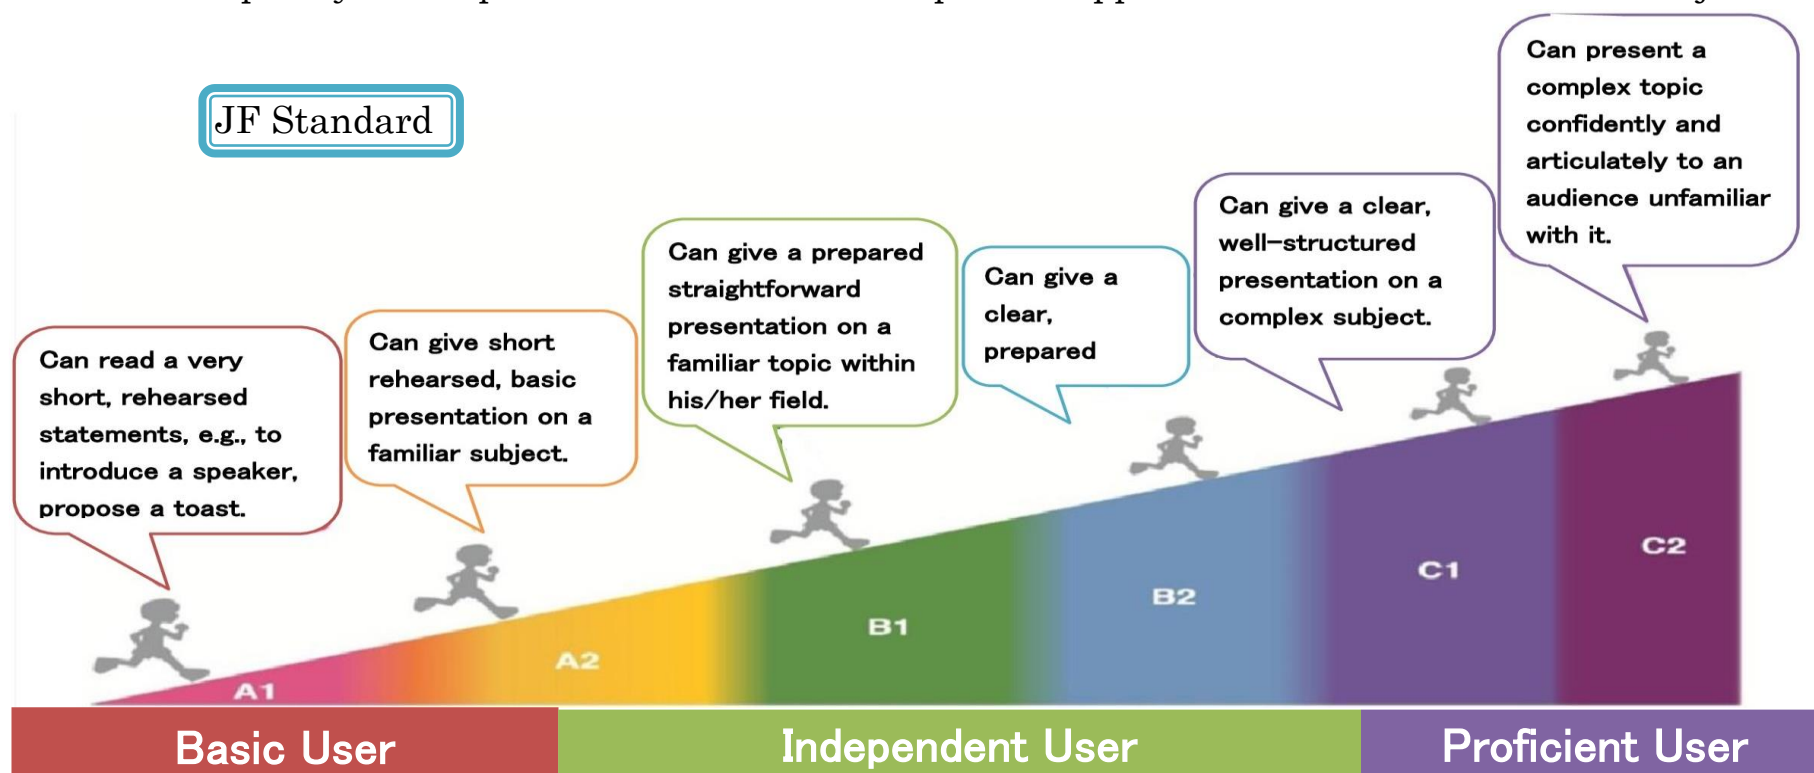 JF Standard
Can read a very
short, rehearsed
statements, e.g., to
introduce a speaker,
propose a toast.
Can give short
rehearsed, basic
presentation on a
familiar subject.
Can give a prepared
straightforward
presentation on a
familiar topic within
his/her field.
Can give a
clear,
prepared
Can give a clear,
well-structured
presentation on a
complex subject.
Can present a
complex topic
confidently and
articulately to an
audience unfamiliar
with it.
A1
A2
B1
B2
C1
C2
Basic User
Independent User
Proficient User